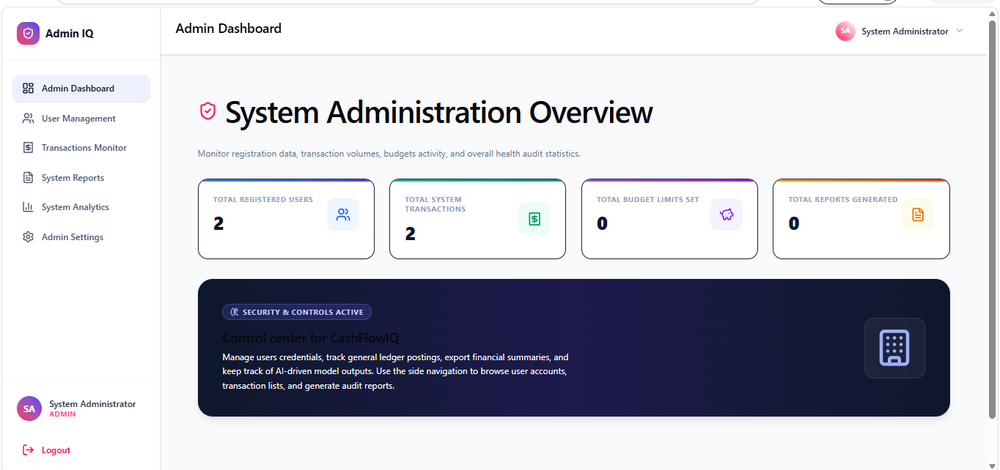 Admin IQ
Admin Dashboard
User Management
Transactions Monitor
System Reports
System Analytics
Admin Settings
SA
System Administrator
ADMIN
Logout
Admin Dashboard
SA
System Administrator
System Administration Overview
Monitor registration data, transaction volumes, budgets activity, and overall health audit statistics.
TOTAL REGISTERED USERS
2
TOTAL SYSTEM
TRANSACTIONS
2
TOTAL BUDGET LIMITS SET
0
TOTAL REPORTS GENERATED
0
SECURITY & CONTROLS ACTIVE
Control center for CashFlowIQ
Manage users credentials, track general ledger postings, export financial summaries, and
keep track of AI-driven model outputs. Use the side navigation to browse user accounts,
transaction lists, and generate audit reports.